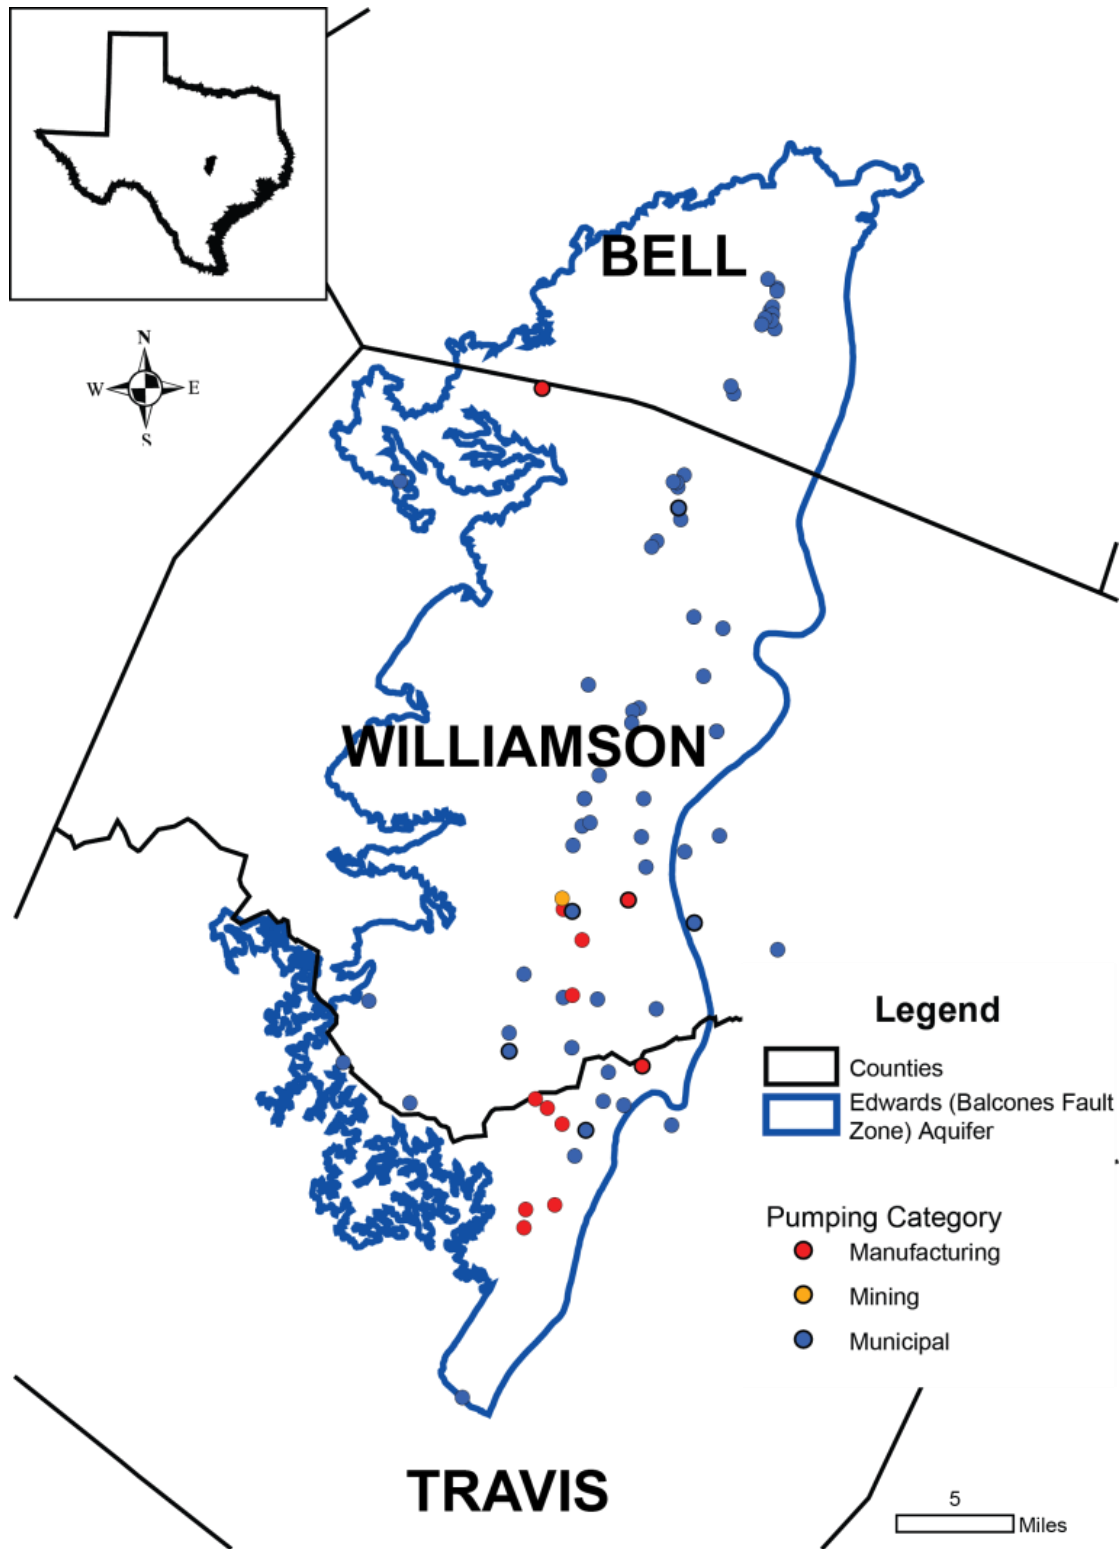 BELL
N
W
E
S
WILLIAMSON
Legend
Counties
Edwards (Balcones Fault
Zone) Aquifer
Pumping Category
Manufacturing
Mining
Municipal
TRAVIS
5
Miles